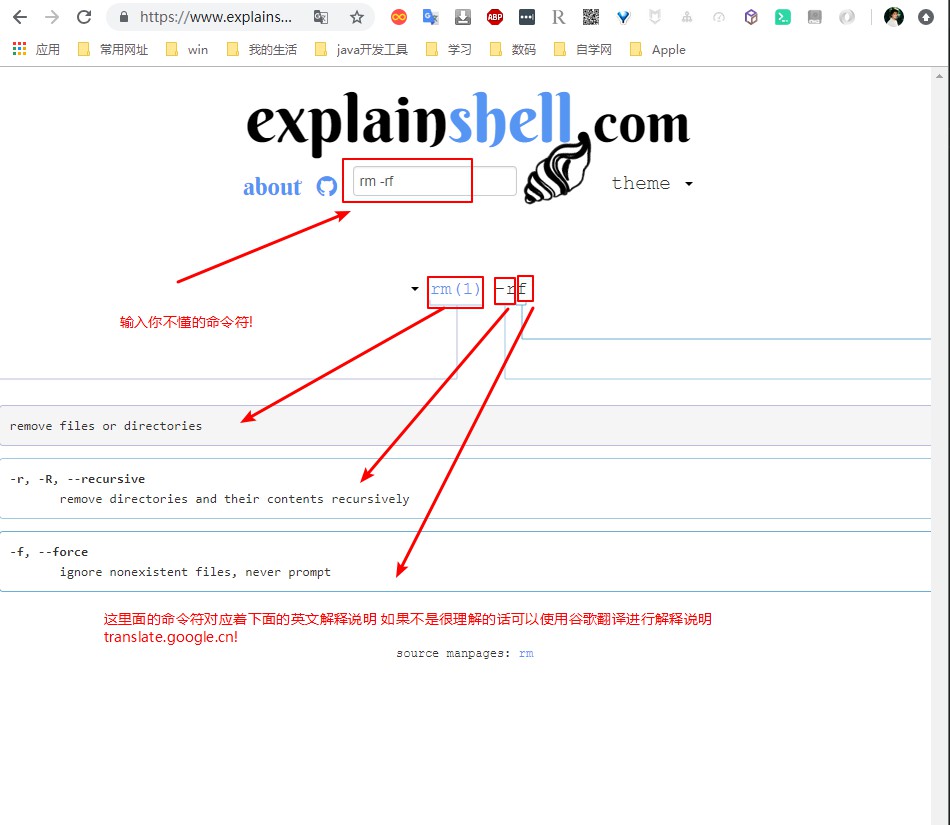 https://www.explains...
应用 常用网址 win 我的生活 java开发工具 学习 数码 自学网 Apple
explainshell.com
about rm -rf theme
rm(1) -rf
输入你不懂的命令符!
remove files or directories
-r, -R, --recursive
remove directories and their contents recursively
-f, --force
ignore nonexistent files, never prompt
这里面的命令符对应着下面的英文解释说明 如果不是很理解的话可以使用谷歌翻译进行解释说明
translate.google.cn!
source manpages: rm